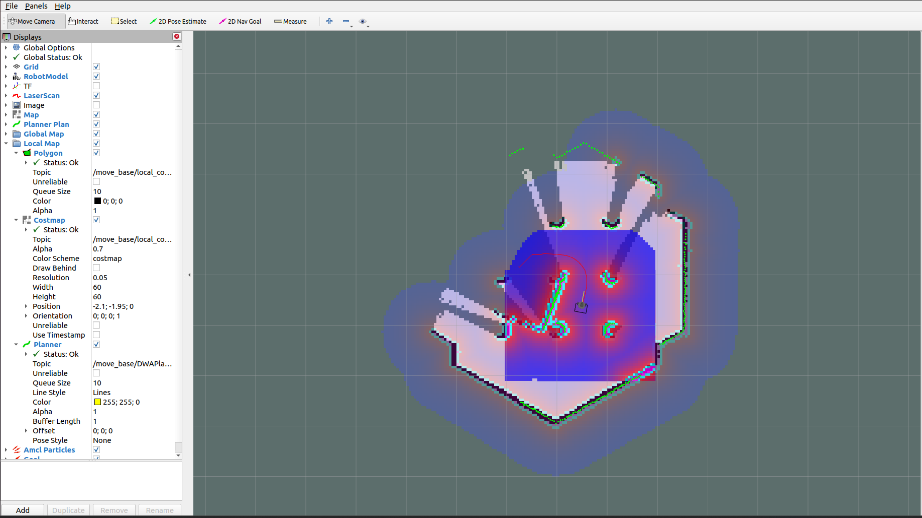 File Panels Help
Move Camera Interact Select 2D Pose Estimate 2D Nav Goal Measure
Displays
Global Options
Global Status: Ok
Grid
RobotModel
TF
LaserScan
Image
Map
Planner Plan
Global Map
Local Map
Polygon
Status: Ok
Topic /move_base/local_co...
Unreliable
Queue Size 10
Color 0; 0; 0
Alpha 1
Costmap
Status: Ok
Topic /move_base/local_co...
Alpha 0.7
Color Scheme costmap
Draw Behind
Resolution 0.05
Width 60
Height 60
Position -2.1; -1.95; 0
Orientation 0; 0; 0; 1
Unreliable
Use Timestamp
Planner
Status: Ok
Topic /move_base/DWAPla...
Unreliable
Queue Size 10
Line Style Lines
Color 255; 255; 0
Alpha 1
Buffer Length 1
Offset 0; 0; 0
Pose Style None
Amcl Particles
Add Duplicate Remove Rename